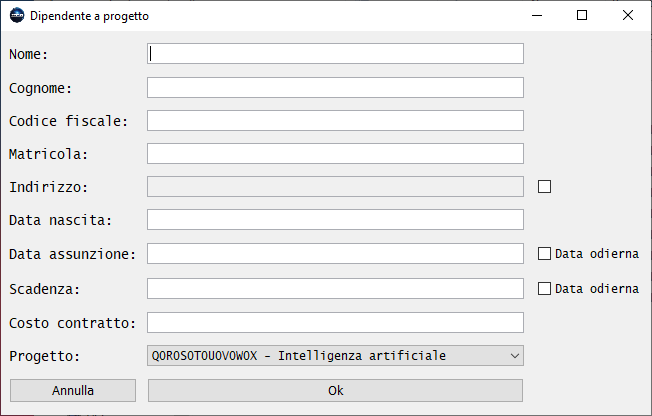 Dipendente a progetto
Nome:
Cognome:
Codice fiscale:
Matricola:
Indirizzo:
Data nascita:
Data assunzione: Data odierna
Scadenza: Data odierna
Costo contratto:
Progetto: QOROSOTOUOVOWOX - Intelligenza artificiale
Annulla Ok